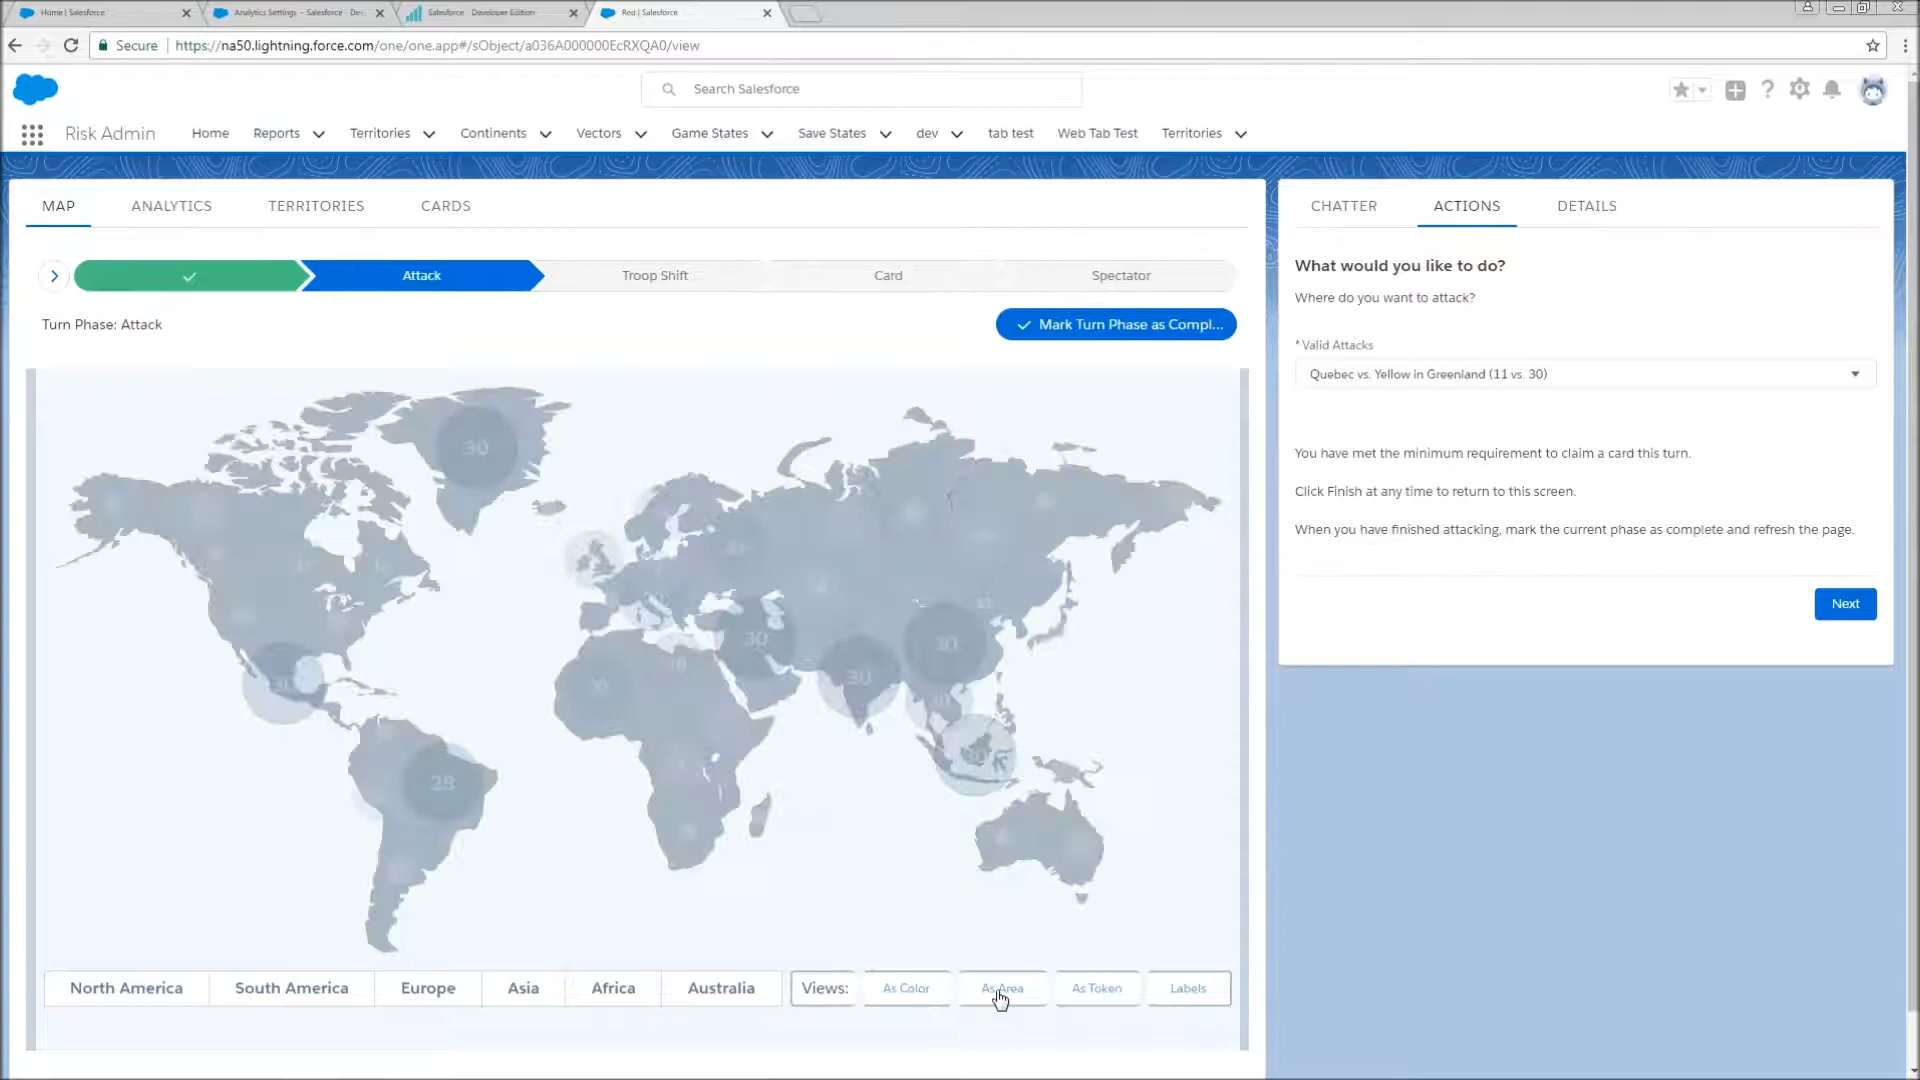 Home | Salesforce
Analytics Settings ~ Salesforce - De
Salesforce - Developer Edition
Red | Salesforce
Secure
https://na50.lightning.force.com/one/one.app#/sObject/a036A000000EcRXQA0/view
Search Salesforce
Risk Admin
Home
Reports
Territories
Continents
Vectors
Game States
Save States
dev
tab test
Web Tab Test
Territories
MAP
ANALYTICS
TERRITORIES
CARDS
Attack
Troop Shift
Card
Spectator
Turn Phase: Attack
Mark Turn Phase as Compl...
30
30
30
30
30
28
North America
South America
Europe
Asia
Africa
Australia
Views:
As Color
As Area
As Token
Labels
CHATTER
ACTIONS
DETAILS
What would you like to do?
Where do you want to attack?
* Valid Attacks
Quebec vs. Yellow in Greenland (11 vs. 30)
You have met the minimum requirement to claim a card this turn.
Click Finish at any time to return to this screen.
When you have finished attacking, mark the current phase as complete and refresh the page.
Next